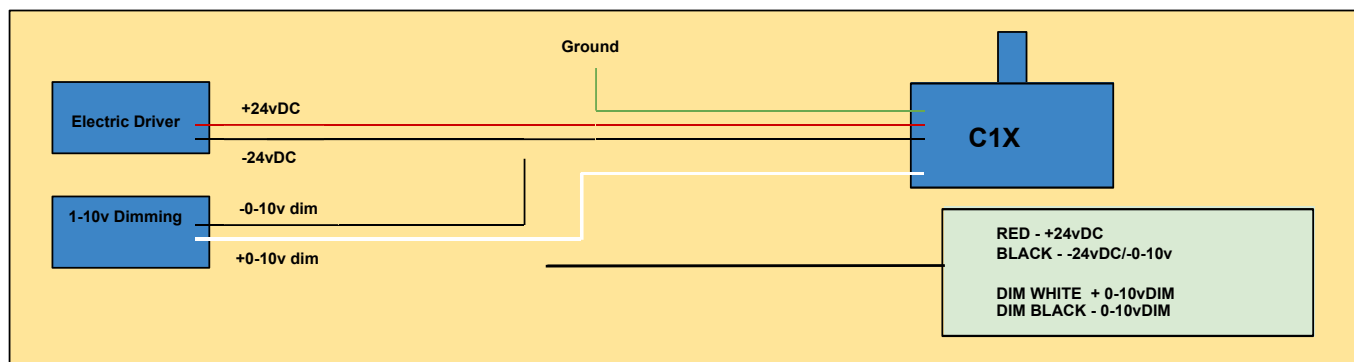 Ground
Electric Driver
+24vDC
-24vDC
C1X
1-10v Dimming
-0-10v dim
+0-10v dim
RED - +24vDC
BLACK - -24vDC/-0-10v
DIM WHITE + 0-10vDIM
DIM BLACK - 0-10vDIM